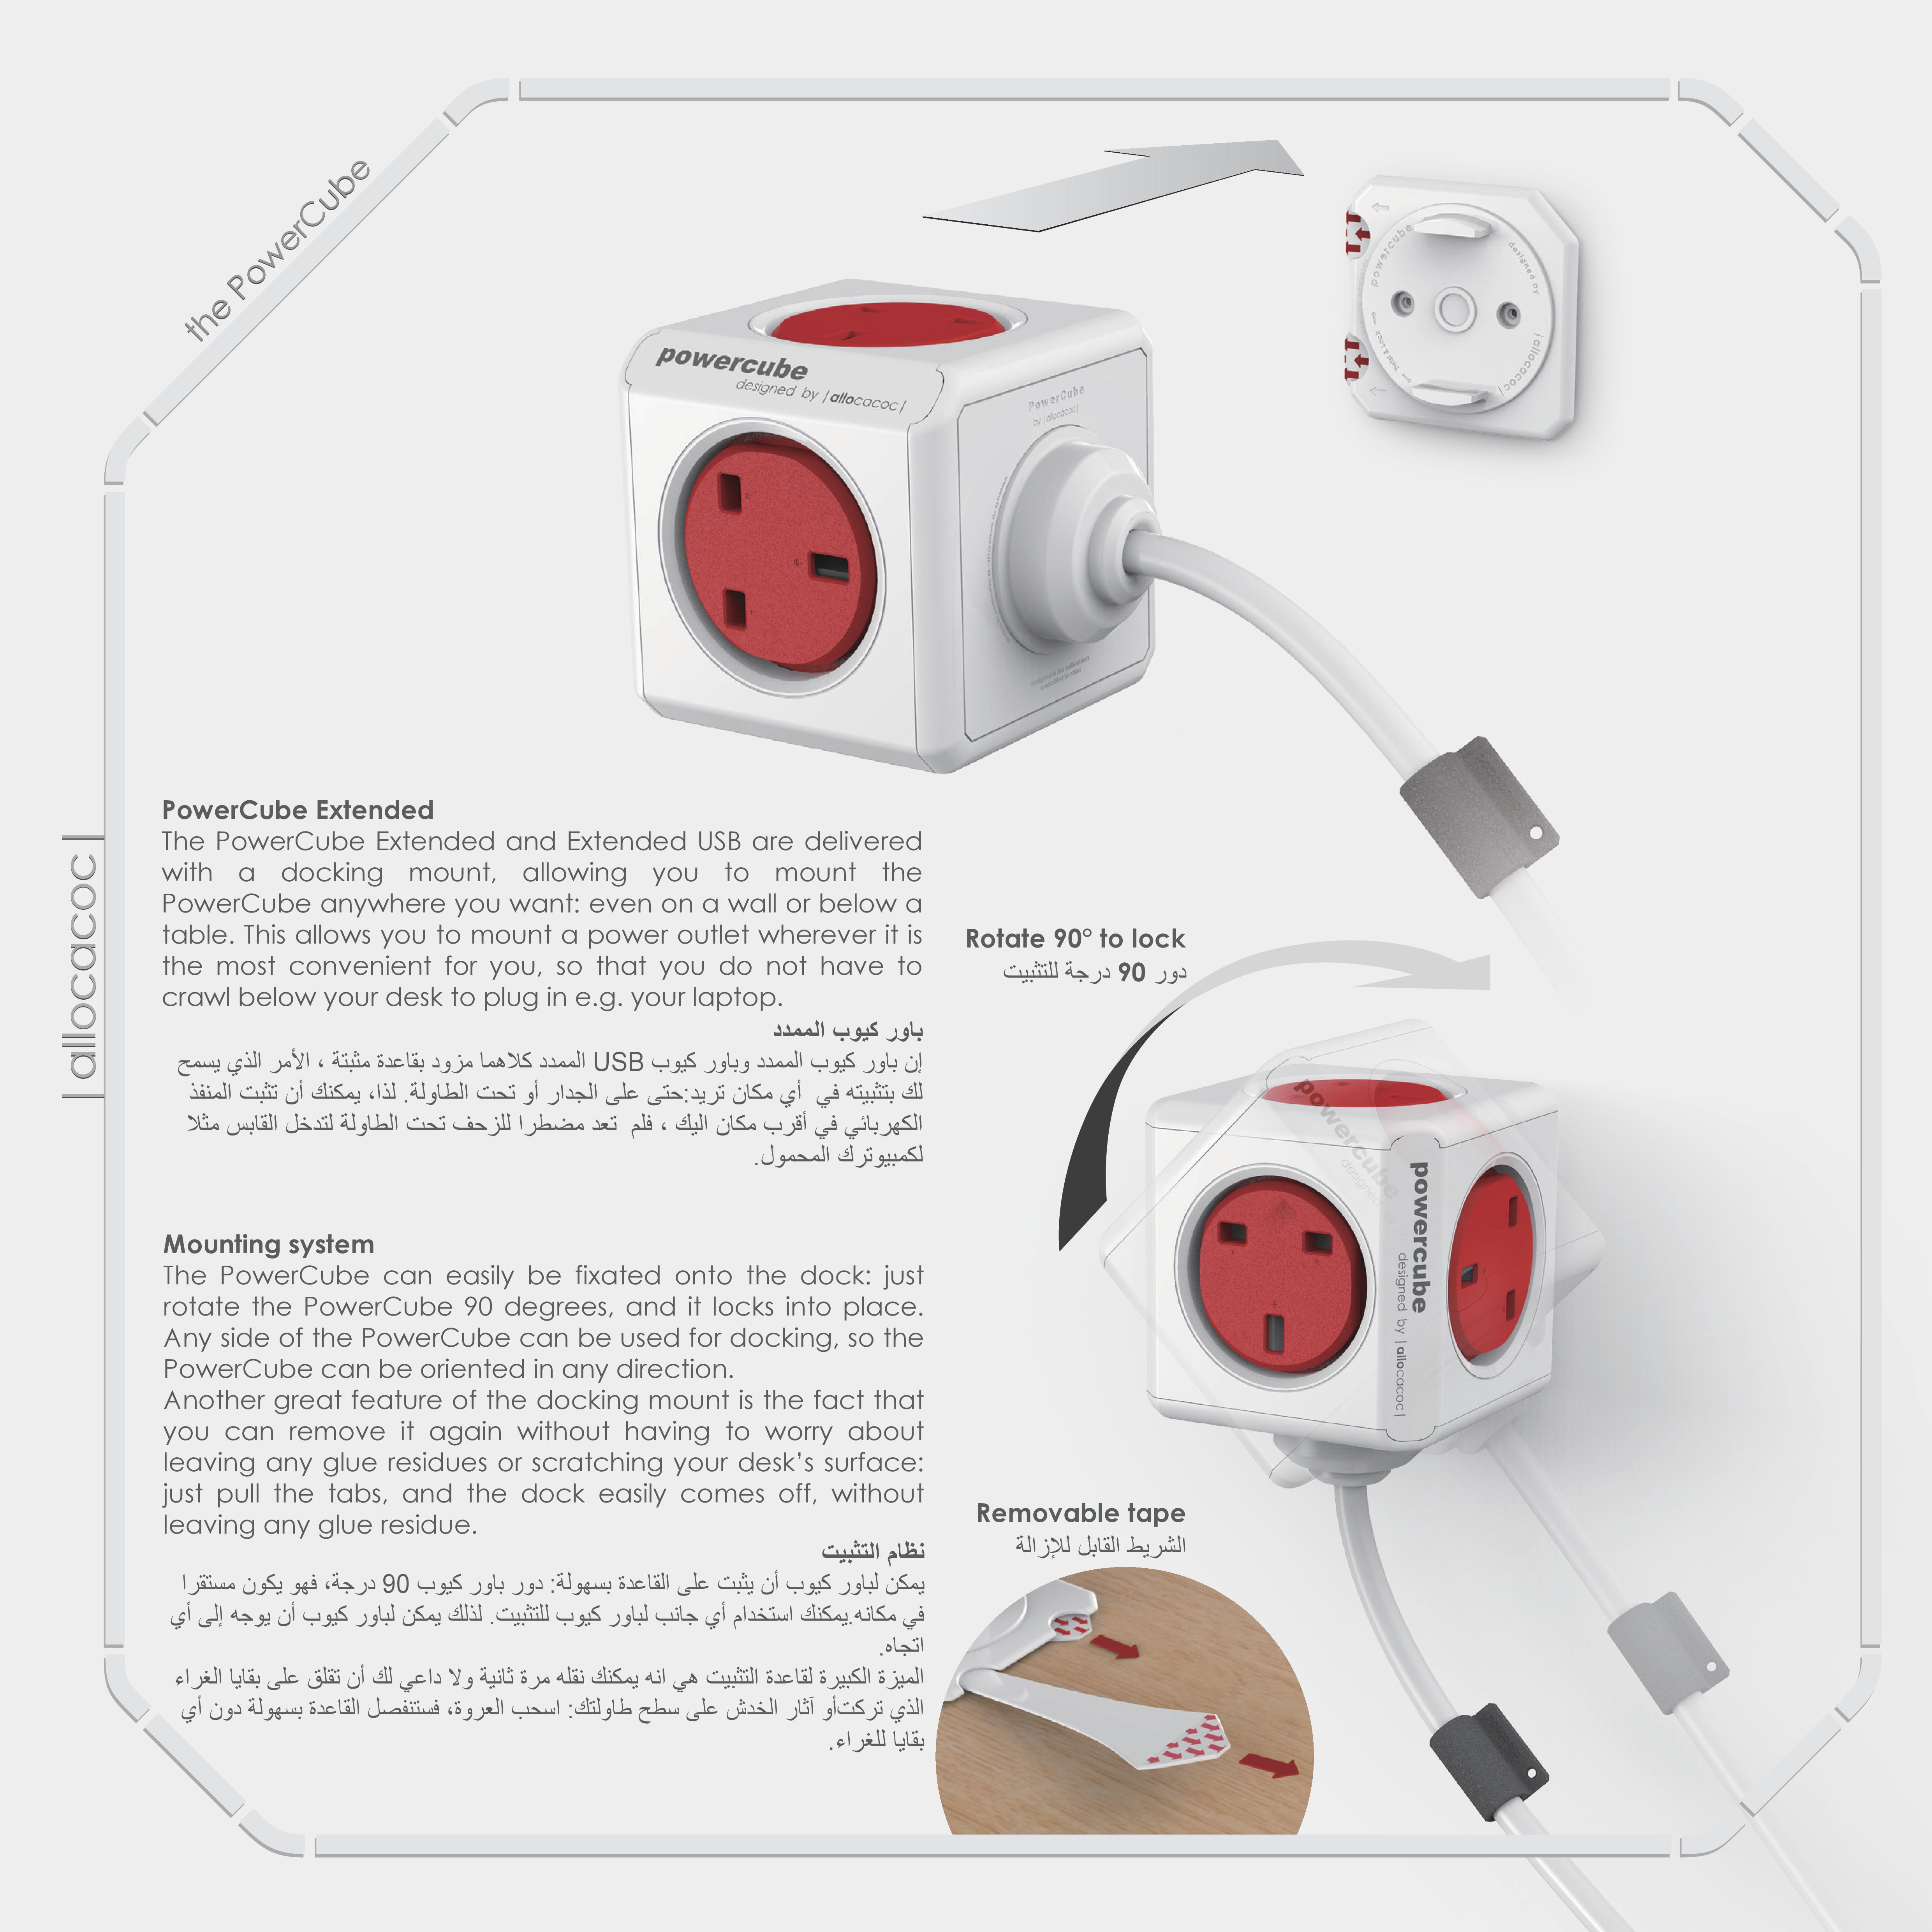 the PowerCube
powercube
designed by |allocacoc|
PowerCube
by |allocacoc|
powercube
designed by
|allocacoc|
PowerCube Extended
The PowerCube Extended and Extended USB are delivered
with a docking mount, allowing you to mount the
PowerCube anywhere you want: even on a wall or below a
table. This allows you to mount a power outlet wherever it is
the most convenient for you, so that you do not have to
crawl below your desk to plug in e.g. your laptop.
باور كيوب الممدد
إن باور كيوب الممدد وباور كيوب USB الممدد كلاهما مزود بقاعدة مثبتة ، الأمر الذي يسمح
لك بتثبيته في أي مكان تريد:حتى على الجدار أو تحت الطاولة. لذا، يمكنك أن تثبت المنفذ
الكهربائي في أقرب مكان اليك ، فلم تعد مضطرا للزحف تحت الطاولة لتدخل القابس مثلا
لكمبيوترك المحمول.
|allocacoc|
Rotate 90° to lock
دور 90 درجة للتثبيت
powercube
designed
powercube
designed by |allocacoc|
Mounting system
The PowerCube can easily be fixated onto the dock: just
rotate the PowerCube 90 degrees, and it locks into place.
Any side of the PowerCube can be used for docking, so the
PowerCube can be oriented in any direction.
Another great feature of the docking mount is the fact that
you can remove it again without having to worry about
leaving any glue residues or scratching your desk's surface:
just pull the tabs, and the dock easily comes off, without
leaving any glue residue.
نظام التثبيت
يمكن لباور كيوب أن يثبت على القاعدة بسهولة: دور باور كيوب 90 درجة، فهو يكون مستقرا
في مكانه.يمكنك استخدام أي جانب لباور كيوب للتثبيت. لذلك يمكن لباور كيوب أن يوجه إلى أي
اتجاه.
الميزة الكبيرة لقاعدة التثبيت هي انه يمكنك نقله مرة ثانية ولا داعي لك أن تقلق على بقايا الغراء
الذي تركتأو آثار الخدش على سطح طاولتك: اسحب العروة، فستنفصل القاعدة بسهولة دون أي
بقايا للغراء.
Removable tape
الشريط القابل للإزالة